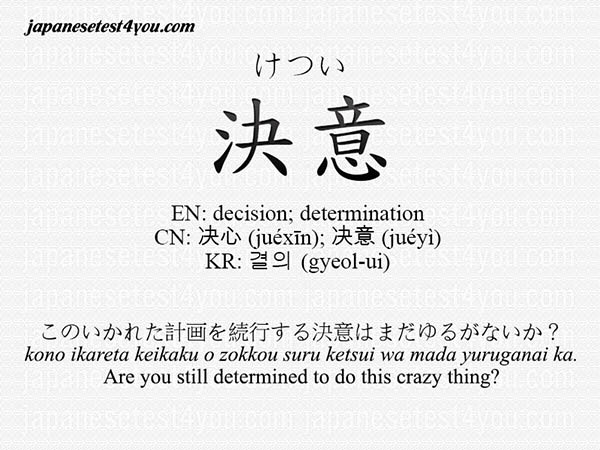 japanesetest4you.com
けつい
決意
EN: decision; determination
CN: 决心 (juéxīn); 决意 (juéyì)
KR: 결의 (gyeol-ui)
このいかれた計画を続行する決意はまだゆるがないか？
kono ikareta keikaku o zokkou suru ketsui wa mada yuruganai ka.
Are you still determined to do this crazy thing?